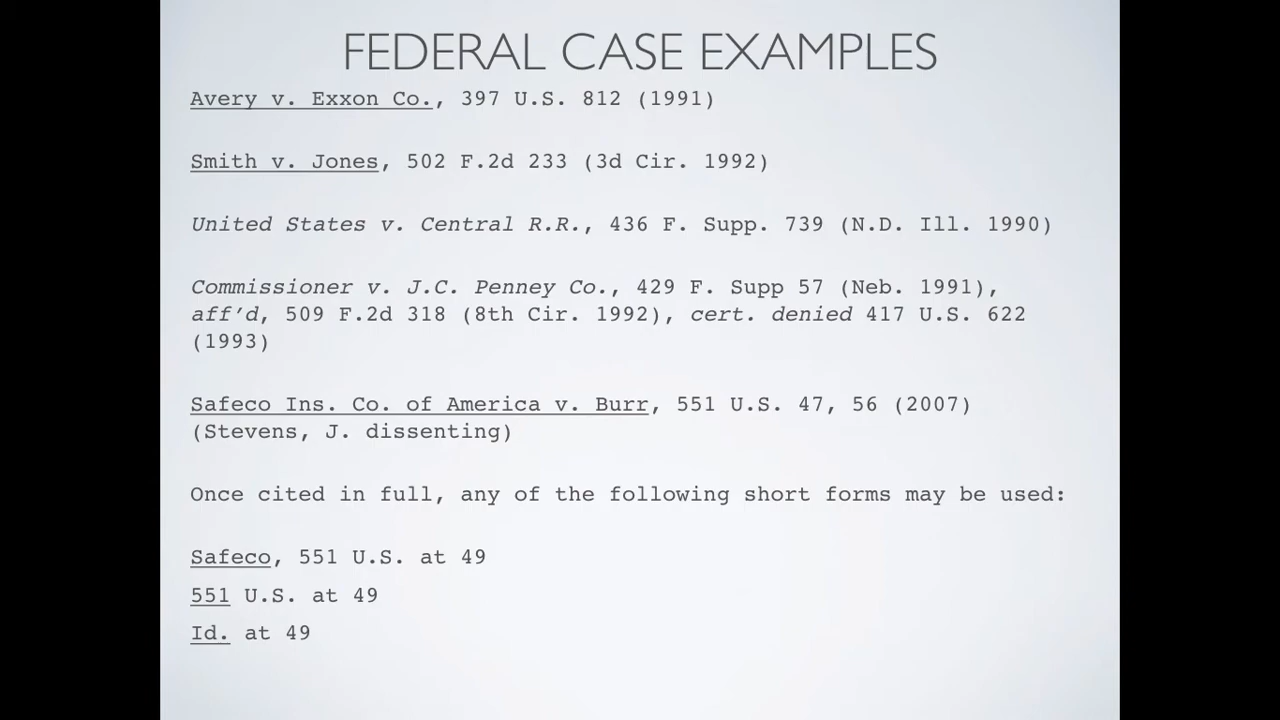 FEDERAL CASE EXAMPLES
Avery v. Exxon Co., 397 U.S. 812 (1991)
Smith v. Jones, 502 F.2d 233 (3d Cir. 1992)
United States v. Central R.R., 436 F. Supp. 739 (N.D. Ill. 1990)
Commissioner v. J.C. Penney Co., 429 F. Supp 57 (Neb. 1991),
aff’d, 509 F.2d 318 (8th Cir. 1992), cert. denied 417 U.S. 622
(1993)
Safeco Ins. Co. of America v. Burr, 551 U.S. 47, 56 (2007)
(Stevens, J. dissenting)
Once cited in full, any of the following short forms may be used:
Safeco, 551 U.S. at 49
551 U.S. at 49
Id. at 49